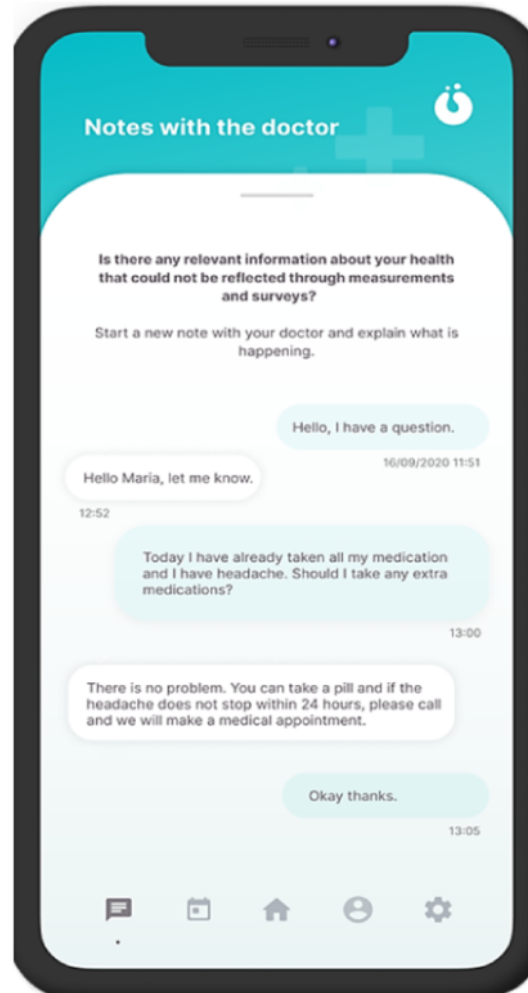 Notes with the doctor
Is there any relevant information about your health
that could not be reflected through measurements
and surveys?
Start a new note with your doctor and explain what is
happening.
Hello, I have a question.
16/09/2020 11:51
Hello Maria, let me know.
12:52
Today I have already taken all my medication
and I have headache. Should I take any extra
medications?
13:00
There is no problem. You can take a pill and if the
headache does not stop within 24 hours, please call
and we will make a medical appointment.
Okay thanks.
13:05